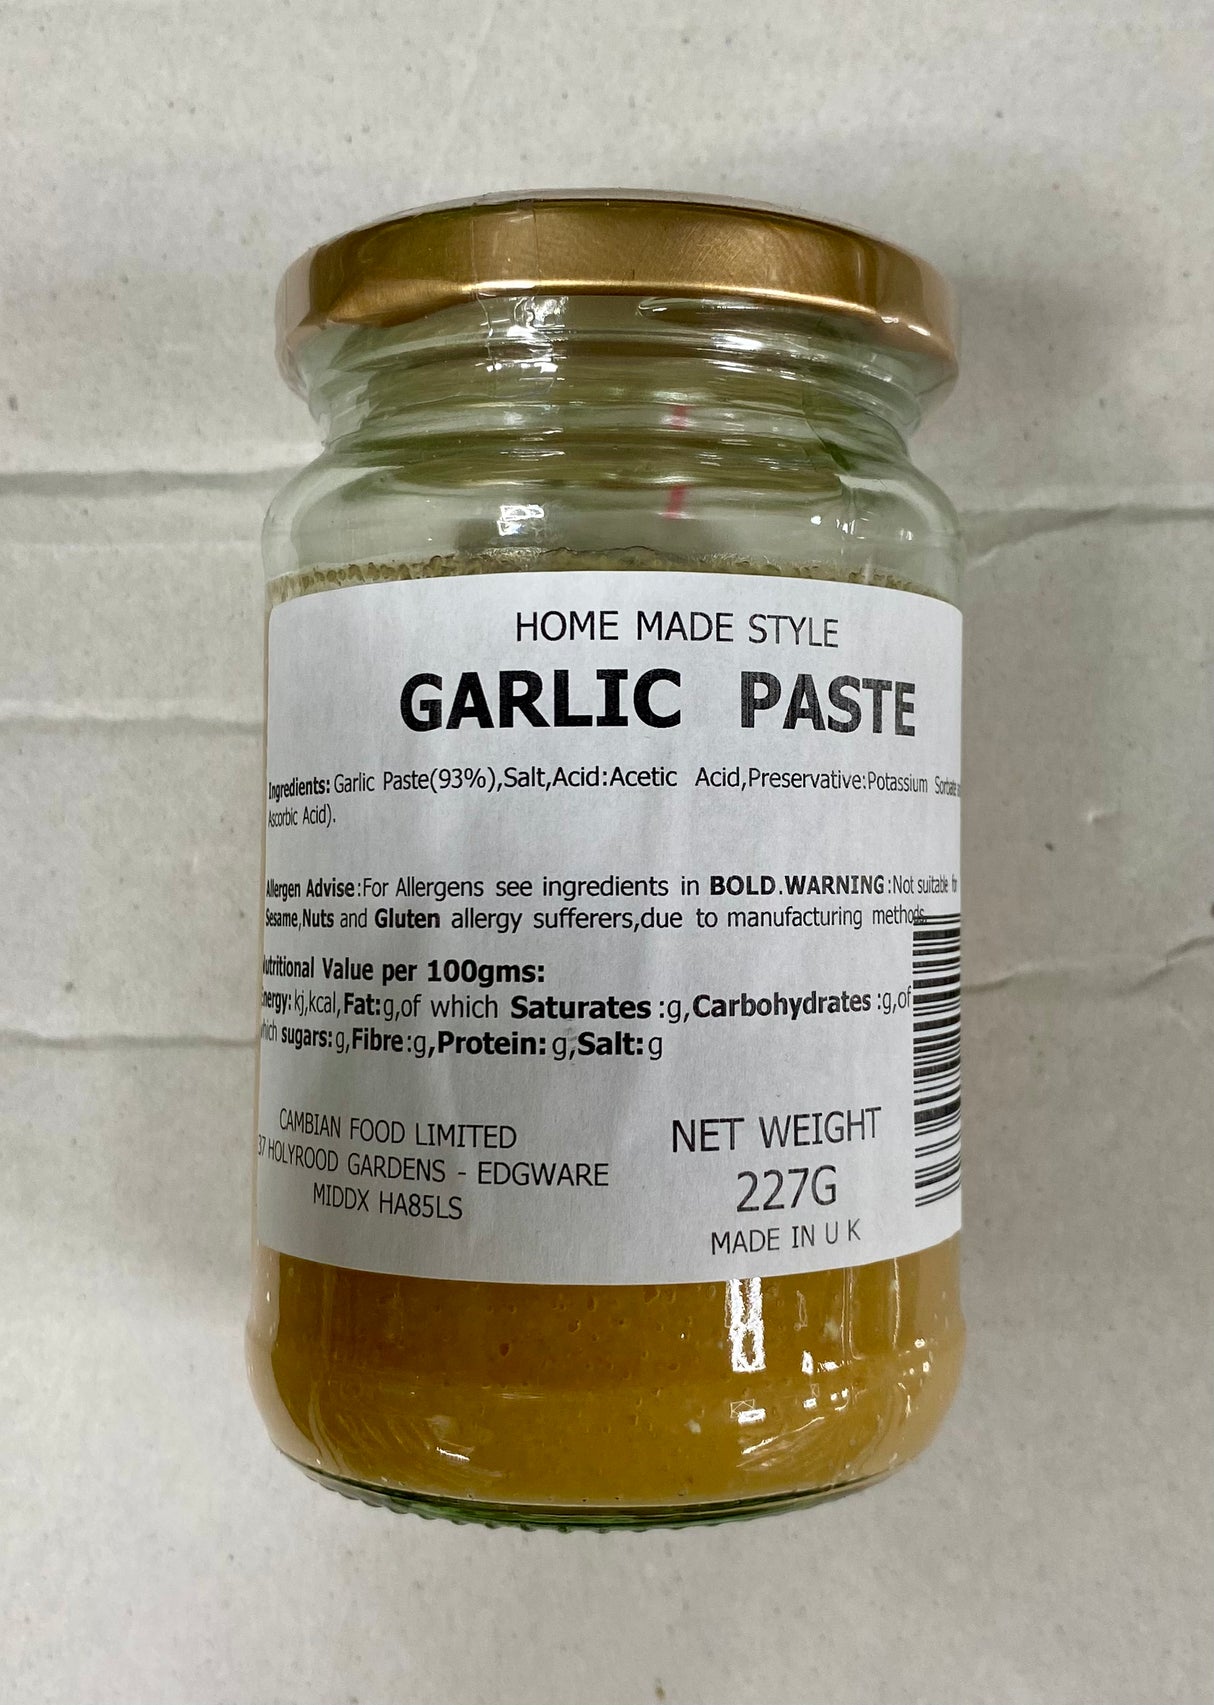 HOME MADE STYLE
GARLIC PASTE
Ingredients: Garlic Paste(93%),Salt,Acid:Acetic Acid,Preservative:Potassium Sorbate
Ascorbic Acid).
Allergen Advise:For Allergens see ingredients in BOLD.WARNING:Not suitable for
Sesame,Nuts and Gluten allergy sufferers,due to manufacturing methods.
Nutritional Value per 100gms:
Energy:kj,kcal,Fat:g,of which Saturates :g,Carbohydrates :g,of
which sugars:g,Fibre:g,Protein: g,Salt:g
CAMBIAN FOOD LIMITED
37 HOLYROOD GARDENS - EDGWARE
MIDDX HA85LS
NET WEIGHT
227G
MADE IN U K